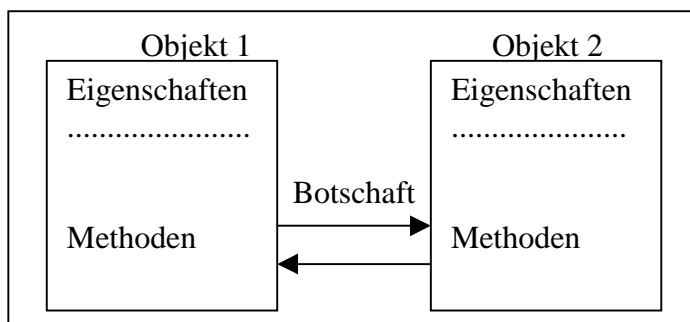 Objekt 1 Objekt 2
Eigenschaften Eigenschaften
....................... ......................
Botschaft
Methoden Methoden